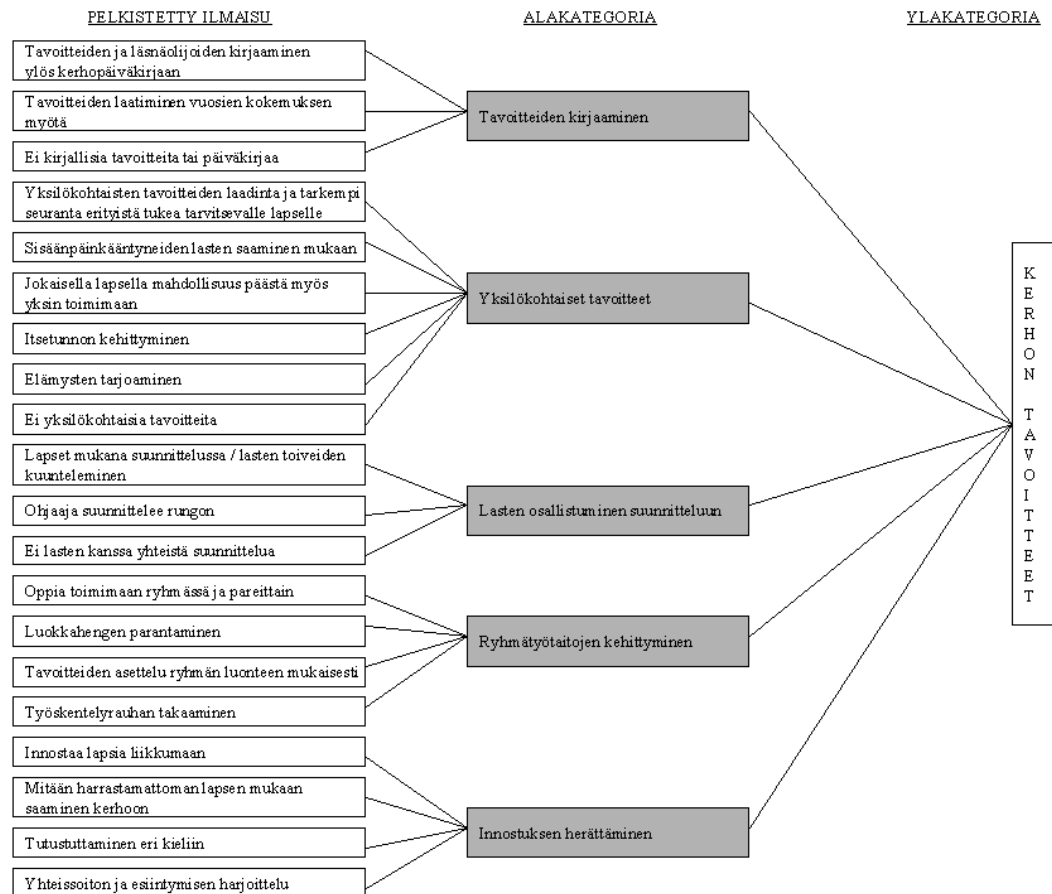 PELKISTETTY ILMAISU
ALAKATEGORIA
YLAKATEGORIA
Tavoitteiden ja läsnäolijoiden kirjaaminen
ylös kerhopäiväkirjaan
Tavoitteiden laatiminen vuosien kokemuksen
myötä
Ei kirjallisia tavoitteita tai päiväkirjaa
Tavoitteiden kirjaaminen
Yksilökohtaisten tavoitteiden laadinta ja tarkempi
seuranta erityistä tukea tarvitsevalle lapselle
Sisäänpäinkääntyneiden lasten saaminen mukaan
Jokaisella lapsella mahdollisuus päästä myös
yksin toimimaan
Itsetunnon kehittyminen
Elämysten tarjoaminen
Ei yksilökohtaisia tavoitteita
Yksilökohtaiset tavoitteet
Lapset mukana suunnittelussa / lasten toiveiden
kuunteleminen
Ohjaaja suunnittelee rungon
Ei lasten kanssa yhteistä suunnittelua
Lasten osallistuminen suunnitteluun
Oppia toimimaan ryhmässä ja pareittain
Luokkahengen parantaminen
Tavoitteiden asettelu ryhmän luonteen mukaisesti
Työskentelyrauhan takaaminen
Ryhmätyötaitojen kehittyminen
Innostaa lapsia liikkumaan
Mitään harrastamattoman lapsen mukaan
saaminen kerhoon
Tutustuttaminen eri kieliin
Yhteissoiton ja esiintymisen harjoittelu
Innostuksen herättäminen
KERHON TAVOITTEET